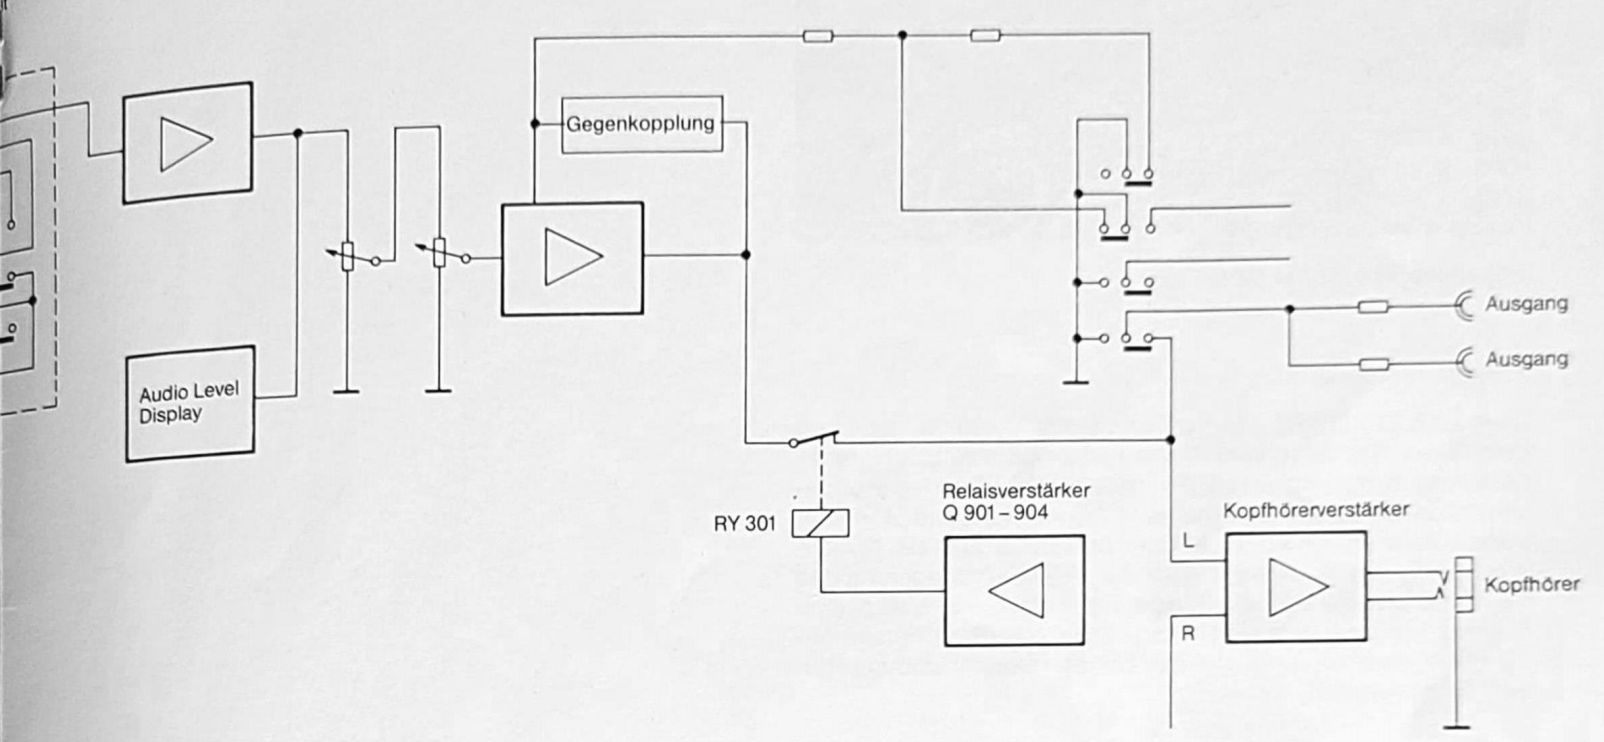 Gegenkopplung
Audio Level
Display
Ausgang
Ausgang
RY 301
Relaisverstärker
Q 901 – 904
Kopfhörerverstärker
L
R
Kopfhörer